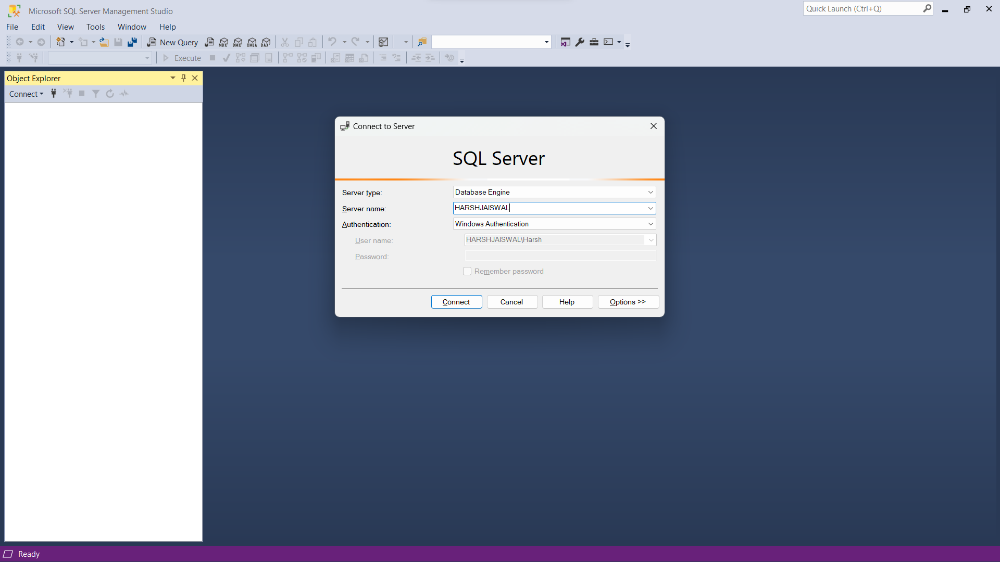 Microsoft SQL Server Management Studio
Quick Launch (Ctrl+Q)
File Edit View Tools Window Help
New Query MDX DMX XMLA DAX
Execute
Object Explorer
Connect
Connect to Server
SQL Server
Server type: Database Engine
Server name: HARSHJAISWAL
Authentication: Windows Authentication
User name: HARSHJAISWAL\Harsh
Password:
Remember password
Connect Cancel Help Options >>
Ready